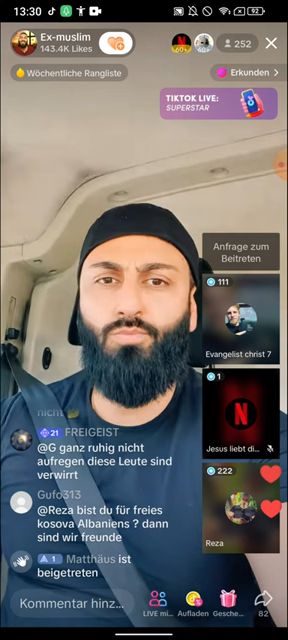 13:30
92
Ex-muslim
143.4K Likes
252
Wöchentliche Rangliste
Erkunden >
TIKTOK LIVE:
SUPERSTAR
Anfrage zum
Beitreten
111
Evangelist christ 7
1
Jesus liebt di...
222
Reza
nicht
21 FREIGEIST
@G ganz ruhig nicht
aufregen diese Leute sind
verwirrt
Gufo313
@Reza bist du für freies
kosova Albaniens ? dann
sind wir freunde
1 Matthäus ist
beigetreten
Kommentar hinz...
LIVE mi...
Aufladen
Gesche...
82